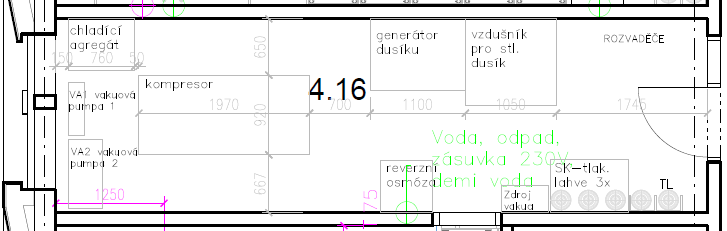 chladící
agregát
150
760
50
650
generátor
dusíku
vzdušník
pro stl.
dusík
ROZVADĚČE
kompresor
4.16
VA1 vakuová
pumpa 1
1970
700
1100
1050
1745
920
Voda, odpad,
zásuvka 230V
demi voda
VA2 vakuová
pumpa 2
reverzní
osmóza
SK-tlak.
lahve 3x
TL
667
1250
75
Zdroj
vakua